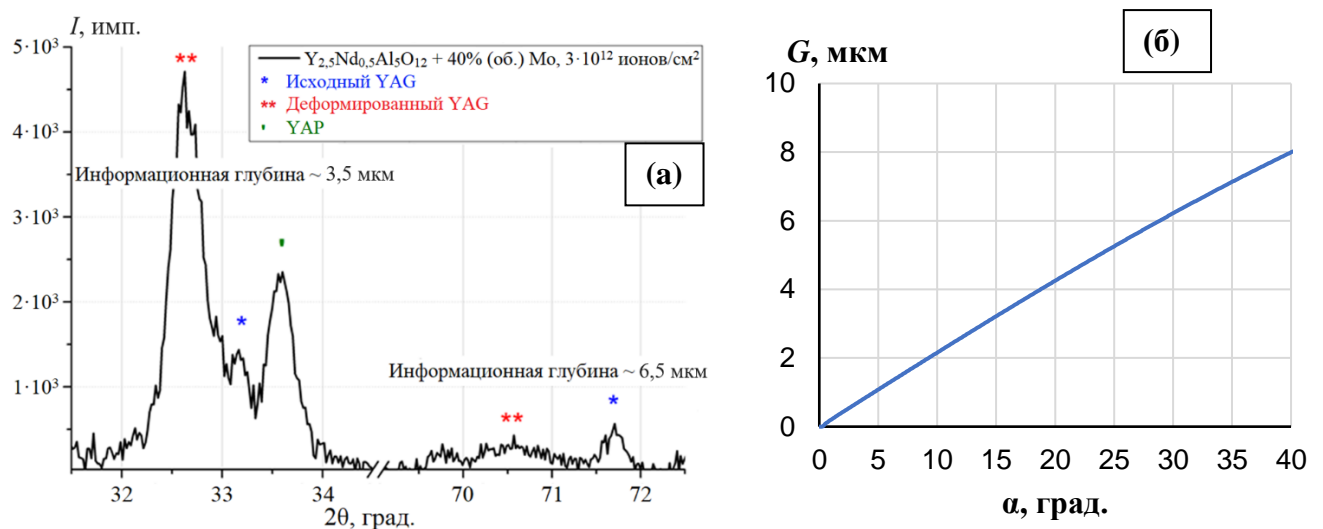 I, имп.
5·10³
4·10³
3·10³
2·10³
1·10³
**
Y₂,₅Nd₀,₅Al₅O₁₂ + 40% (об.) Mo, 3·10¹² ионов/см²
* Исходный YAG
** Деформированный YAG
' YAP
(а)
Информационная глубина ~ 3,5 мкм
*
'
Информационная глубина ~ 6,5 мкм
**
*
32 33 34 70 71 72
2θ, град.
(б)
G, мкм
10
8
6
4
2
0
0 5 10 15 20 25 30 35 40
α, град.